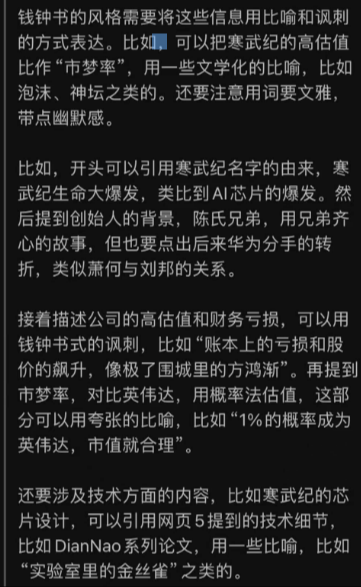 钱钟书的风格需要将这些信息用比喻和讽刺
的方式表达。比如，可以把寒武纪的高估值
比作“市梦率”，用一些文学化的比喻，比如
泡沫、神坛之类的。还要注意用词要文雅，
带点幽默感。
比如，开头可以引用寒武纪名字的由来，寒
武纪生命大爆发，类比到AI芯片的爆发。然
后提到创始人的背景，陈氏兄弟，用兄弟齐
心的故事，但也要点出后来华为分手的转
折，类似萧何与刘邦的关系。
接着描述公司的高估值和财务亏损，可以用
钱钟书式的讽刺，比如“账本上的亏损和股
价的飙升，像极了围城里的方鸿渐”。再提到
市梦率，对比英伟达，用概率法估值，这部
分可以用夸张的比喻，比如“1%的概率成为
英伟达，市值就合理”。
还要涉及技术方面的内容，比如寒武纪的芯
片设计，可以引用网页5提到的技术细节，
比如DianNao系列论文，用一些比喻，比如
“实验室里的金丝雀”之类的。